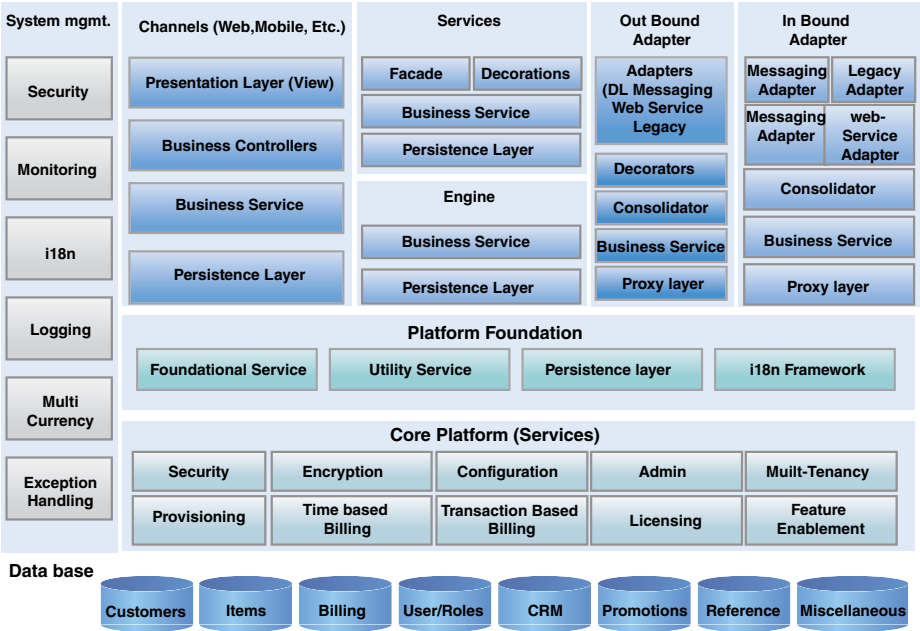 System mgmt.
Security
Monitoring
i18n
Logging
Multi
Currency
Exception
Handling
Channels (Web,Mobile, Etc.)
Presentation Layer (View)
Business Controllers
Business Service
Persistence Layer
Services
Facade
Decorations
Business Service
Persistence Layer
Engine
Business Service
Persistence Layer
Out Bound
Adapter
Adapters
(DL Messaging
Web Service
Legacy
Decorators
Consolidator
Business Service
Proxy layer
In Bound
Adapter
Messaging
Adapter
Legacy
Adapter
Messaging
Adapter
web-
Service
Adapter
Consolidator
Business Service
Proxy layer
Platform Foundation
Foundational Service
Utility Service
Persistence layer
i18n Framework
Core Platform (Services)
Security
Encryption
Configuration
Admin
Muilt-Tenancy
Provisioning
Time based
Billing
Transaction Based
Billing
Licensing
Feature
Enablement
Data base
Customers
Items
Billing
User/Roles
CRM
Promotions
Reference
Miscellaneous